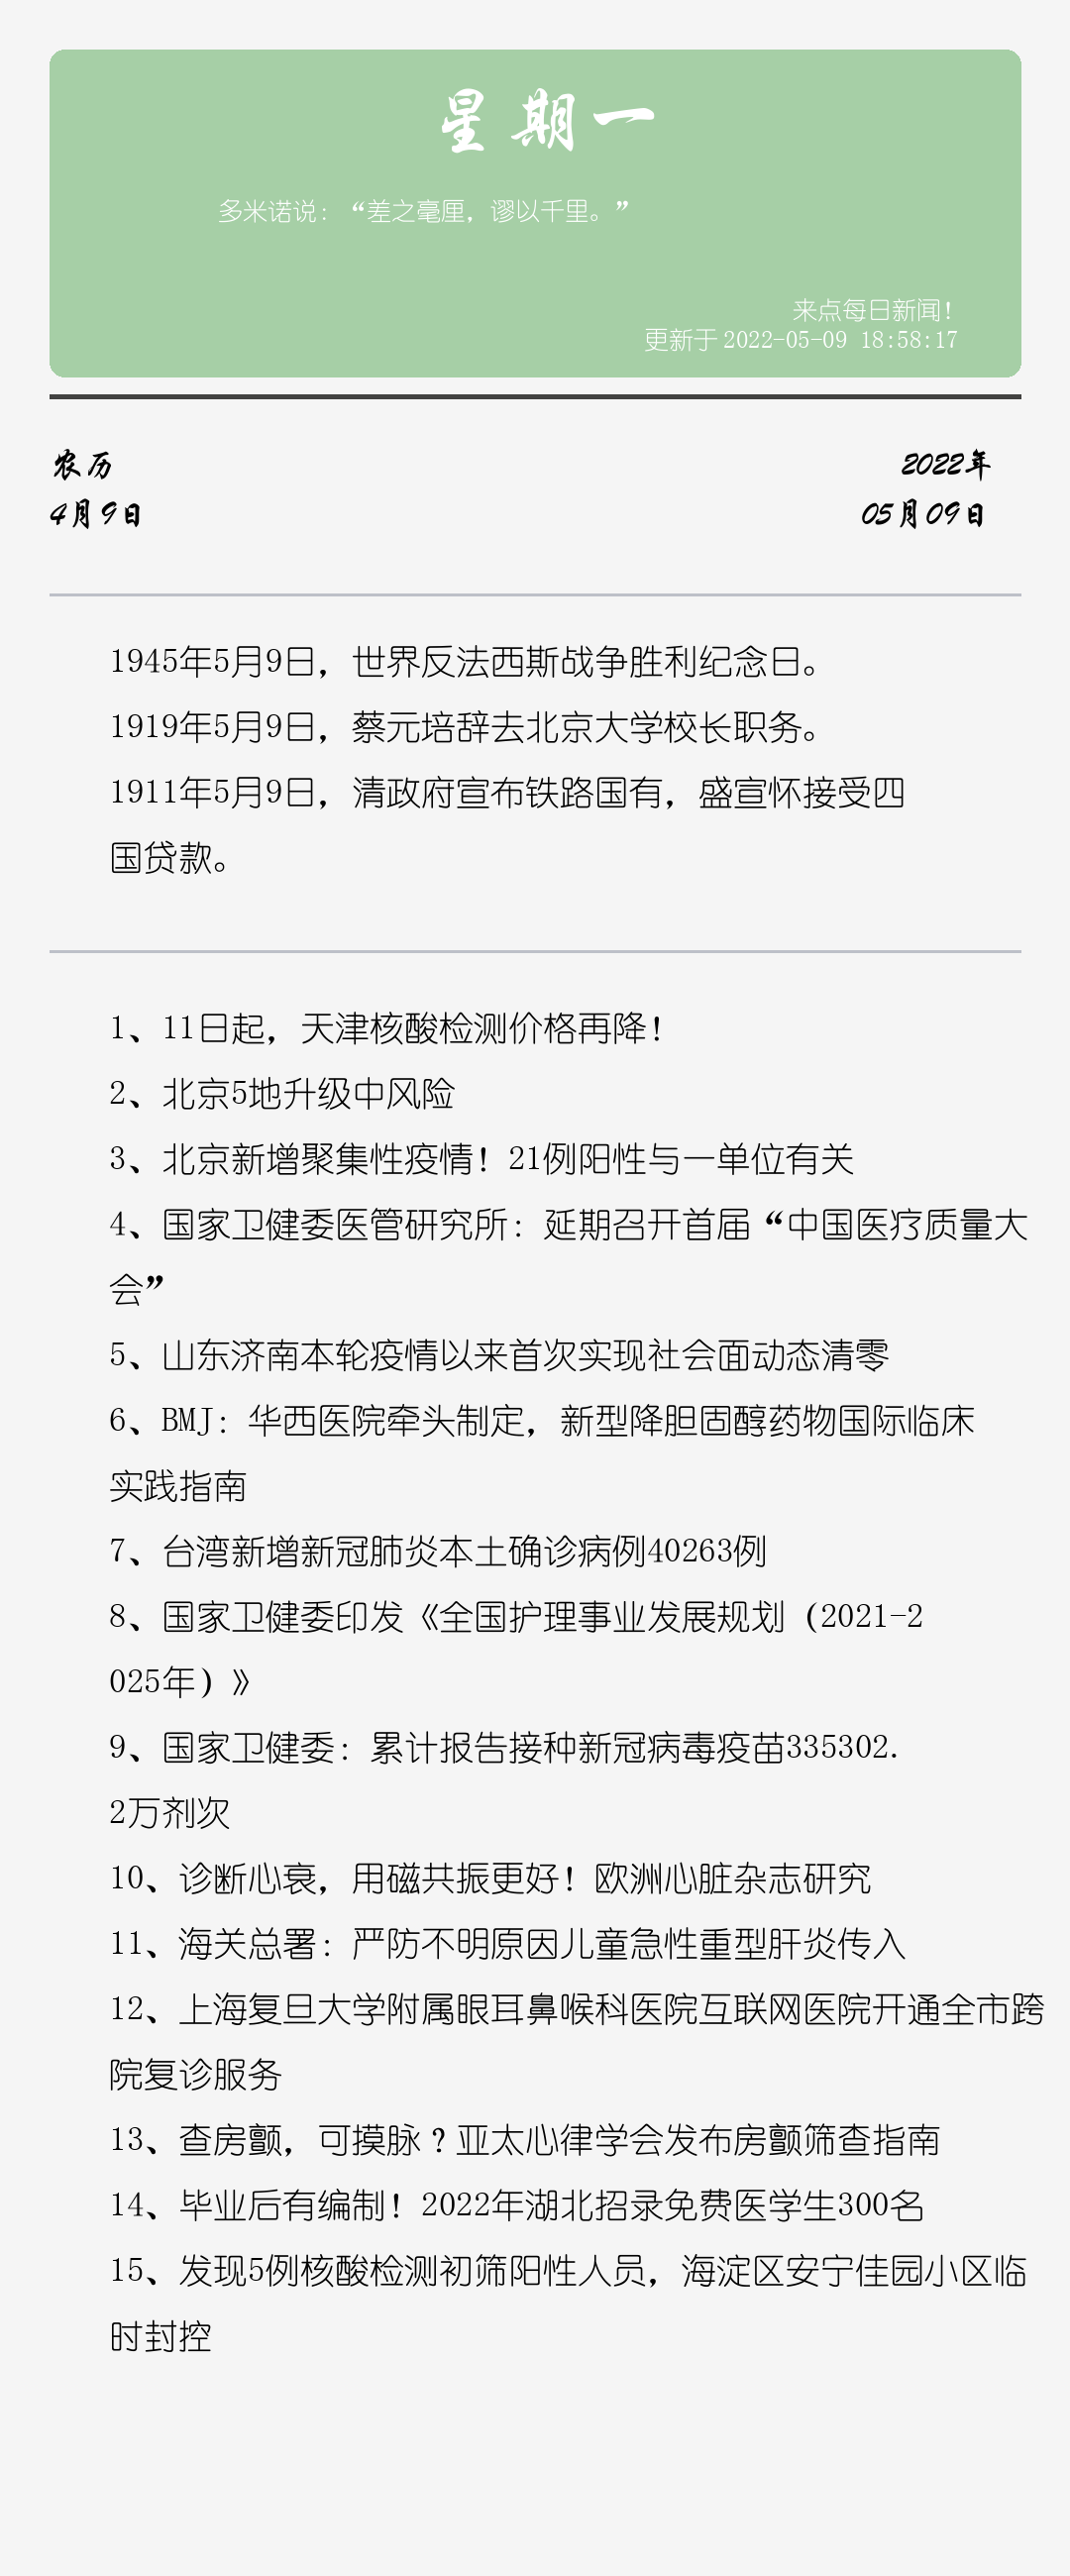 星期一
多米诺说：“差之毫厘，谬以千里。”
来点每日新闻！
更新于 2022-05-09 18:58:17
农历
2022年
4月9日
05月09日
1945年5月9日，世界反法西斯战争胜利纪念日。
1919年5月9日，蔡元培辞去北京大学校长职务。
1911年5月9日，清政府宣布铁路国有，盛宣怀接受四
国贷款。
1、11日起，天津核酸检测价格再降！
2、北京5地升级中风险
3、北京新增聚集性疫情！21例阳性与一单位有关
4、国家卫健委医管研究所：延期召开首届“中国医疗质量大
会”
5、山东济南本轮疫情以来首次实现社会面动态清零
6、BMJ：华西医院牵头制定，新型降胆固醇药物国际临床
实践指南
7、台湾新增新冠肺炎本土确诊病例40263例
8、国家卫健委印发《全国护理事业发展规划（2021-2
025年）》
9、国家卫健委：累计报告接种新冠病毒疫苗335302.
2万剂次
10、诊断心衰，用磁共振更好！欧洲心脏杂志研究
11、海关总署：严防不明原因儿童急性重型肝炎传入
12、上海复旦大学附属眼耳鼻喉科医院互联网医院开通全市跨
院复诊服务
13、查房颤，可摸脉？亚太心律学会发布房颤筛查指南
14、毕业后有编制！2022年湖北招录免费医学生300名
15、发现5例核酸检测初筛阳性人员，海淀区安宁佳园小区临
时封控